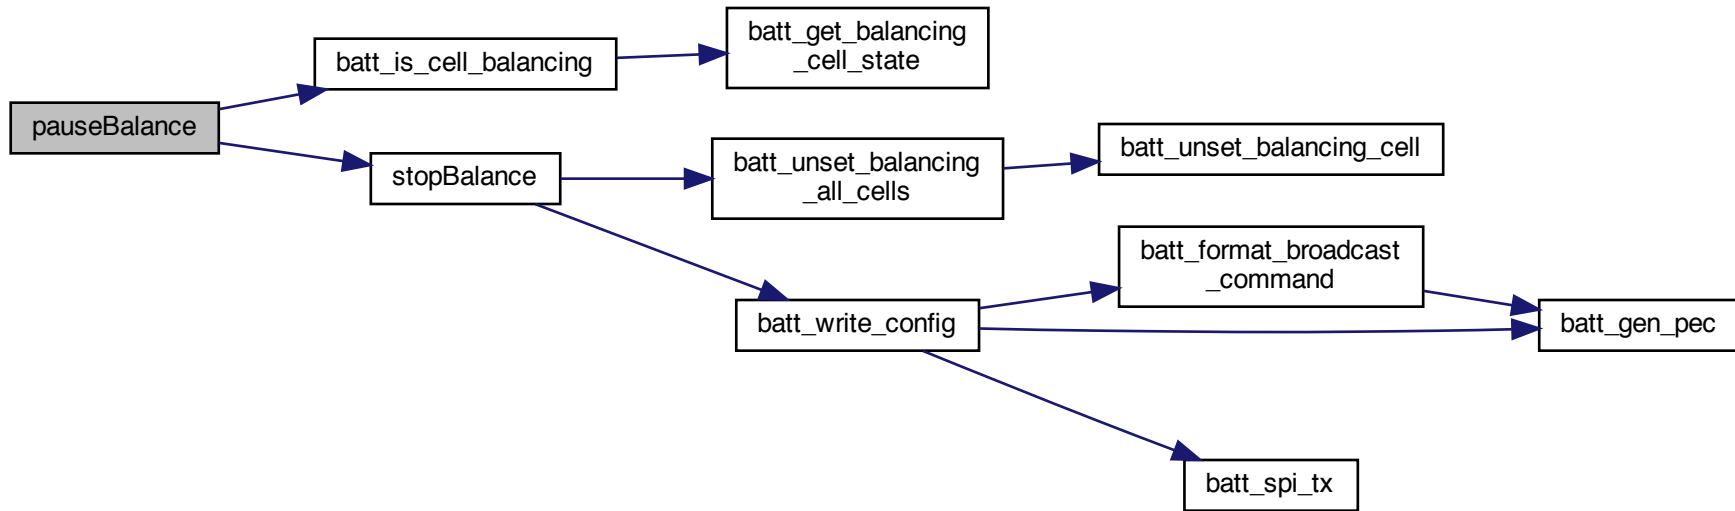 batt_get_balancing
_cell_state
batt_is_cell_balancing
pauseBalance
stopBalance
batt_unset_balancing
_all_cells
batt_unset_balancing_cell
batt_format_broadcast
_command
batt_write_config
batt_gen_pec
batt_spi_tx